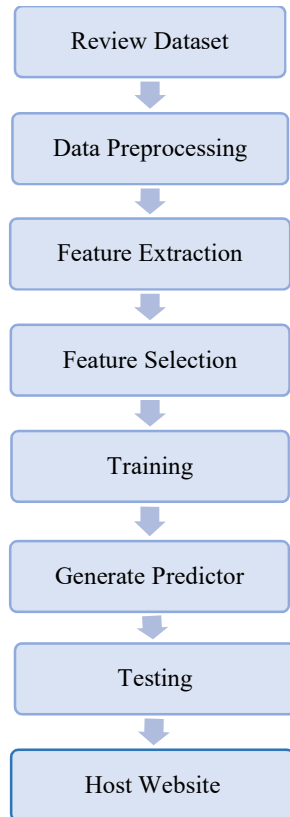 Review Dataset
Data Preprocessing
Feature Extraction
Feature Selection
Training
Generate Predictor
Testing
Host Website